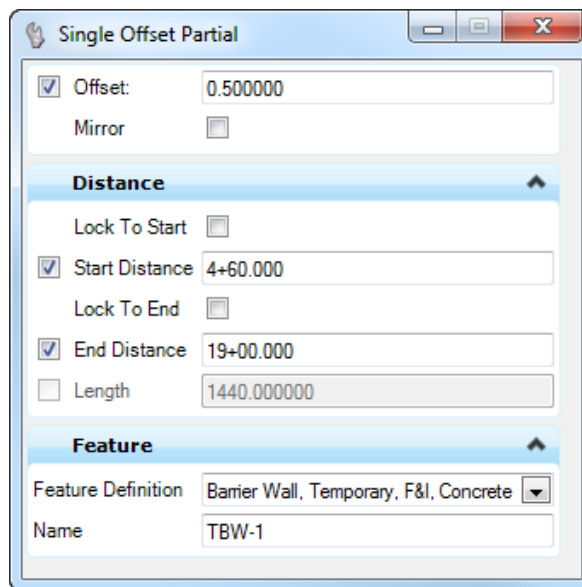 Single Offset Partial
Offset: 0.500000
Mirror
Distance
Lock To Start
Start Distance 4+60.000
Lock To End
End Distance 19+00.000
Length 1440.000000
Feature
Feature Definition Barrier Wall, Temporary, F&I, Concrete
Name TBW-1